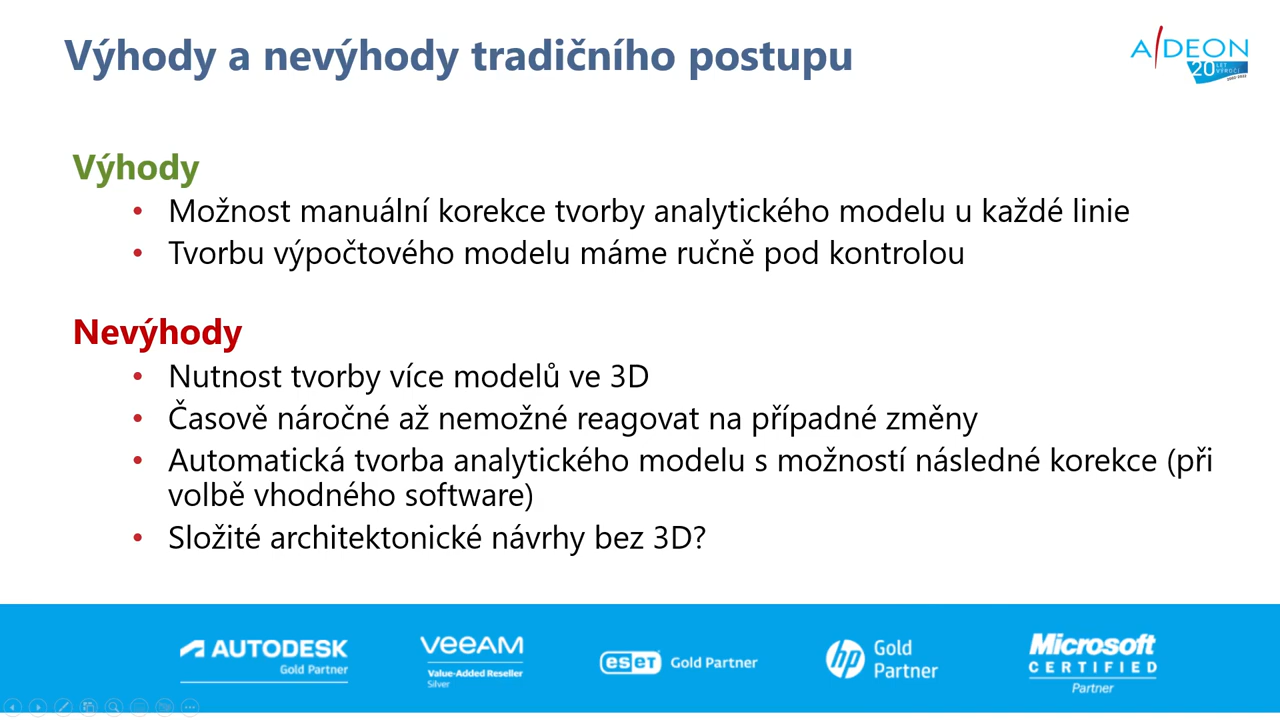 Výhody a nevýhody tradičního postupu
A/DEON
20 LET
VÝROČÍ
Výhody
• Možnost manuální korekce tvorby analytického modelu u každé linie
• Tvorbu výpočtového modelu máme ručně pod kontrolou
Nevýhody
• Nutnost tvorby více modelů ve 3D
• Časově náročné až nemožné reagovat na případné změny
• Automatická tvorba analytického modelu s možností následné korekce (při
volbě vhodného software)
• Složité architektonické návrhy bez 3D?
AUTODESK
Gold Partner
veeAM
Value-Added Reseller
Silver
eseT Gold Partner
hp Gold
Partner
Microsoft
CERTIFIED
Partner